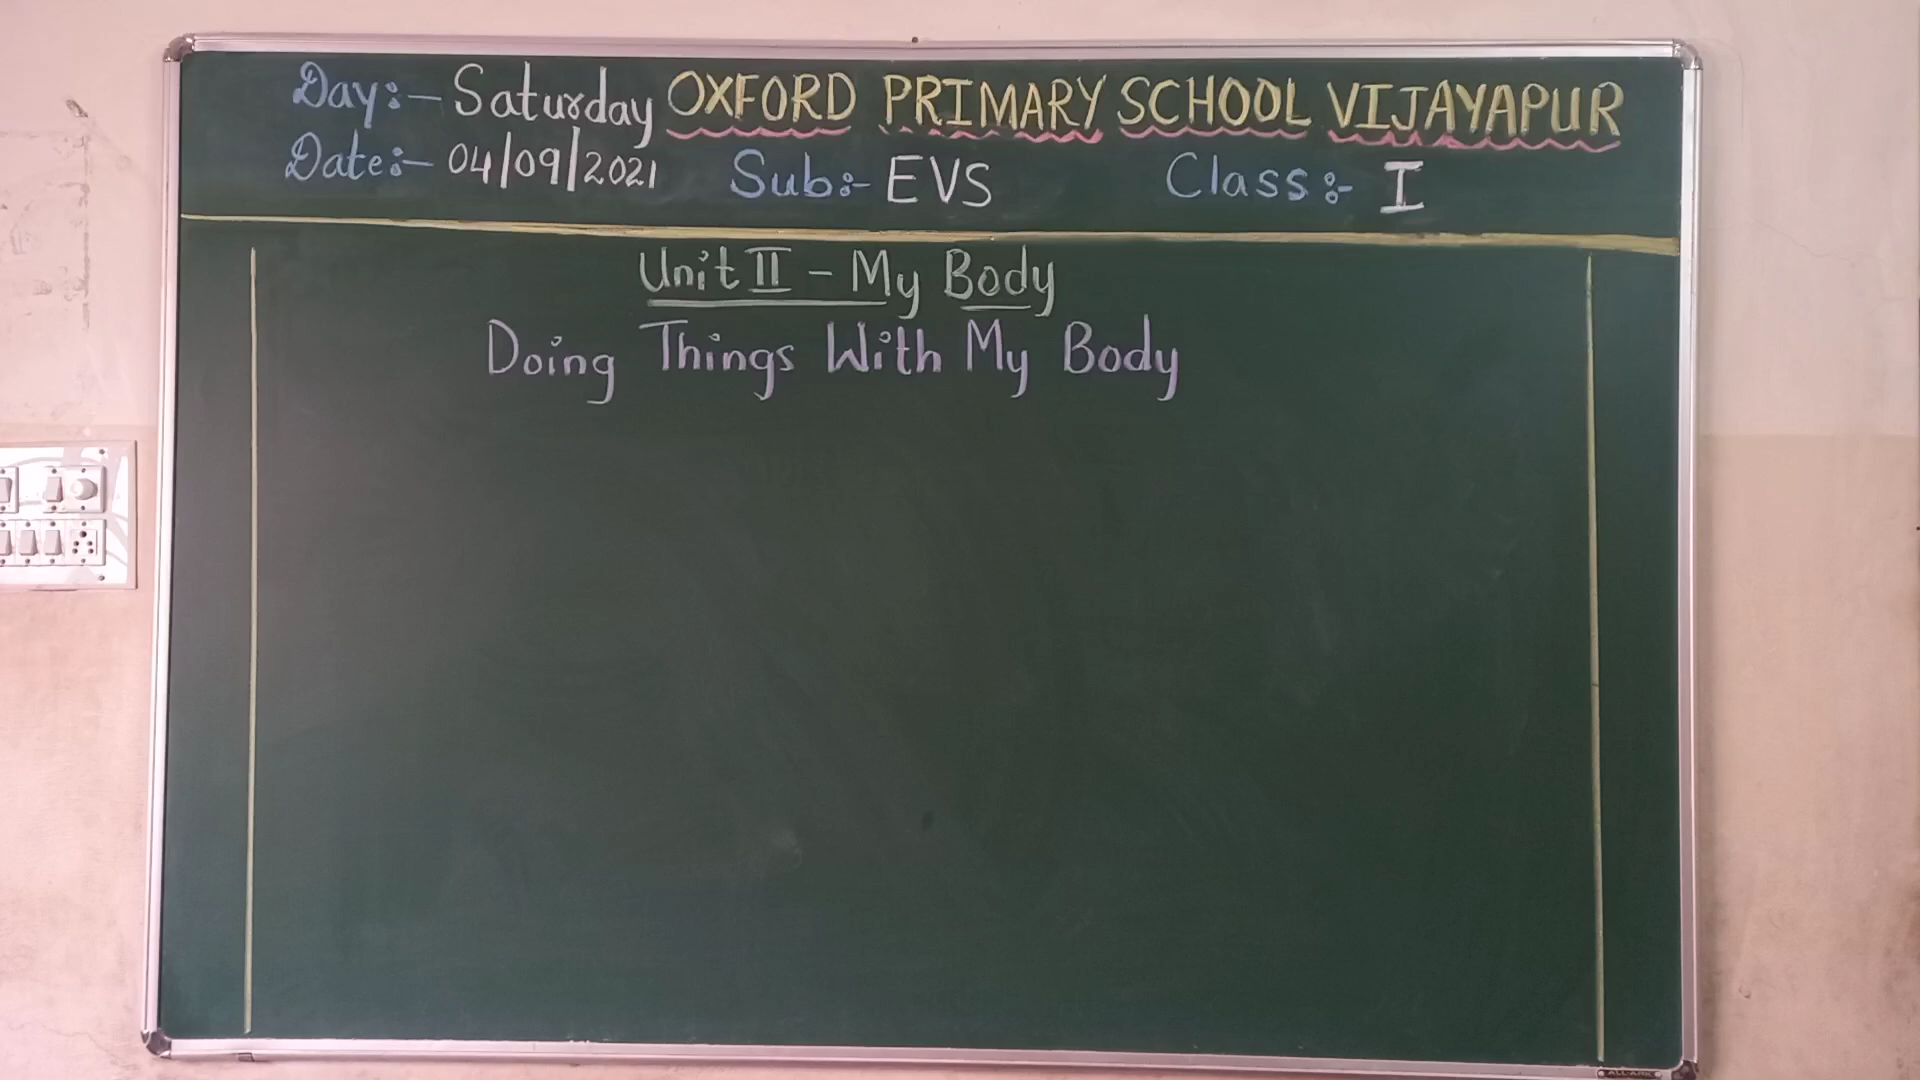 Day:- Saturday OXFORD PRIMARY SCHOOL VIJAYAPUR
Date:- 04/09/2021 Sub:- EVS Class:- I
Unit II - My Body
Doing Things With My Body